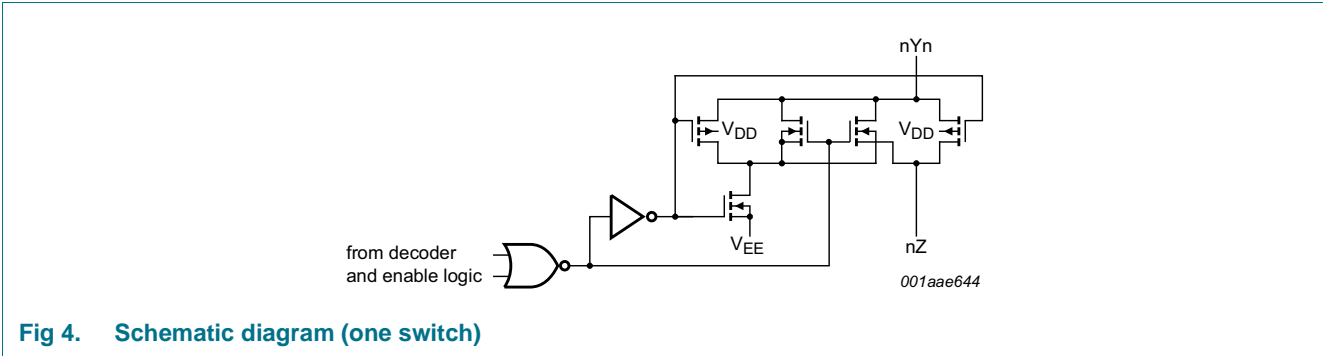 nYn
VDD
VDD
VEE
from decoder
and enable logic
nZ
001aae644
Fig 4. Schematic diagram (one switch)